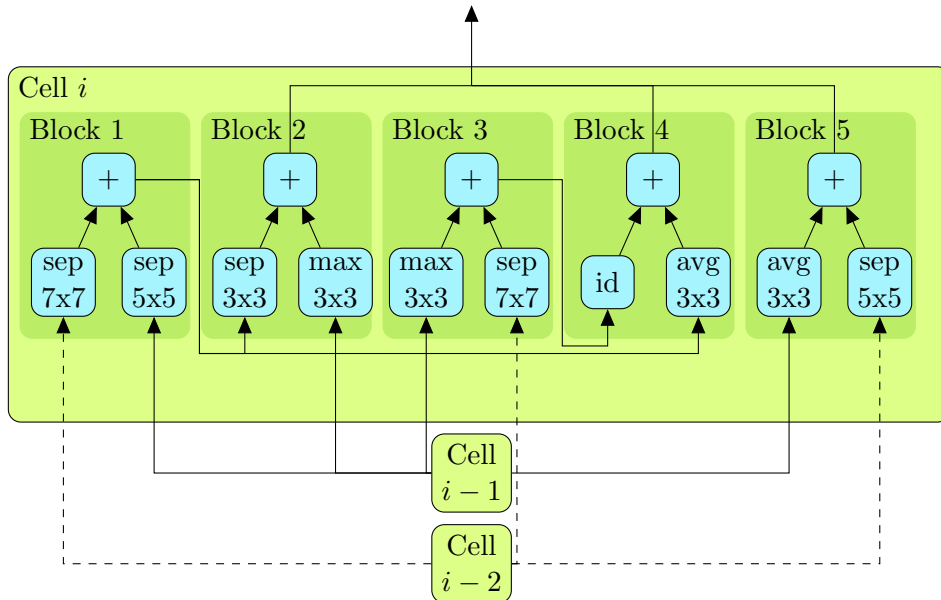 Cell i
Block 1
Block 2
Block 3
Block 4
Block 5
+
+
+
+
+
sep
7x7
sep
5x5
sep
3x3
max
3x3
max
3x3
sep
7x7
id
avg
3x3
avg
3x3
sep
5x5
Cell
i − 1
Cell
i − 2